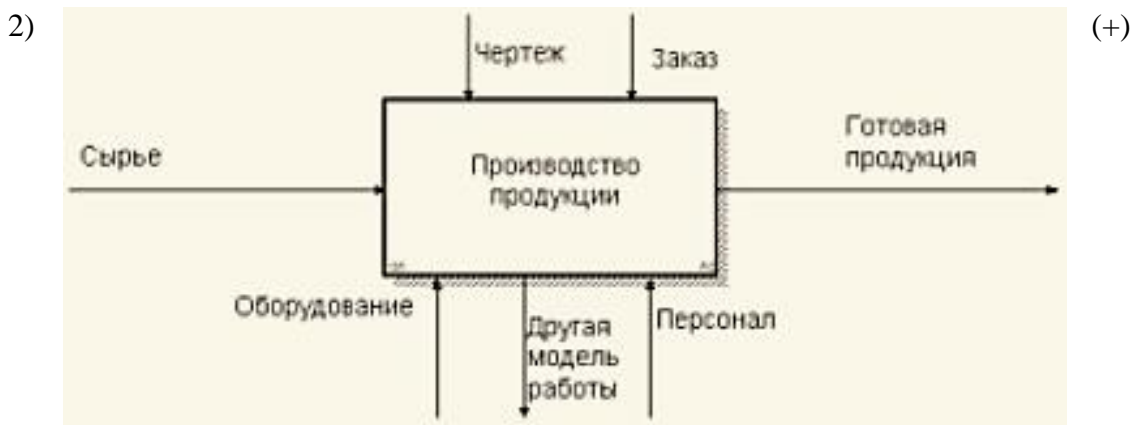 2)
(+)
Чертеж
Заказ
Сырье
Готовая
продукция
Производство
продукции
Оборудование
Другая
модель
работы
Персонал